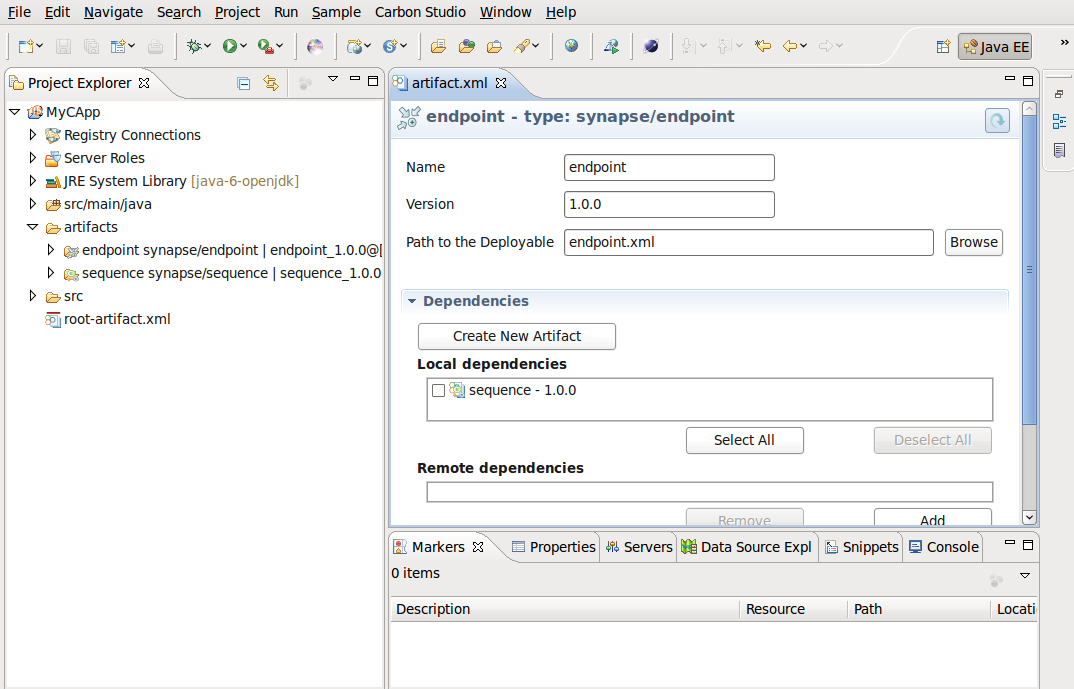 File Edit Navigate Search Project Run Sample Carbon Studio Window Help
Java EE
Project Explorer
MyCApp
Registry Connections
Server Roles
JRE System Library [java-6-openjdk]
src/main/java
artifacts
endpoint synapse/endpoint | endpoint_1.0.0@[
sequence synapse/sequence | sequence_1.0.0
src
root-artifact.xml
artifact.xml
endpoint - type: synapse/endpoint
Name endpoint
Version 1.0.0
Path to the Deployable endpoint.xml Browse
Dependencies
Create New Artifact
Local dependencies
sequence - 1.0.0
Select All Deselect All
Remote dependencies
Remove Add
Markers Properties Servers Data Source Expl Snippets Console
0 items
Description Resource Path Locati